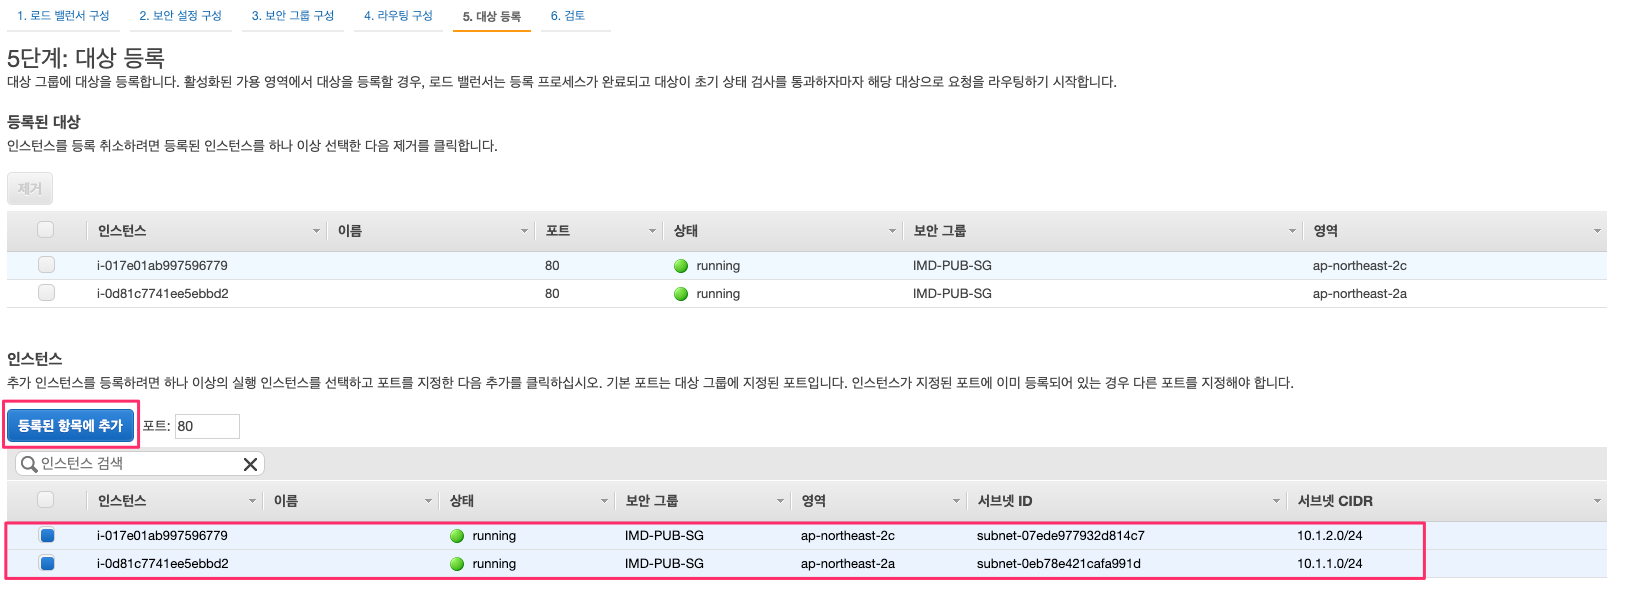 1. 로드 밸런서 구성 2. 보안 설정 구성 3. 보안 그룹 구성 4. 라우팅 구성 5. 대상 등록 6. 검토
5단계: 대상 등록
대상 그룹에 대상을 등록합니다. 활성화된 가용 영역에서 대상을 등록할 경우, 로드 밸런서는 등록 프로세스가 완료되고 대상이 초기 상태 검사를 통과하자마자 해당 대상으로 요청을 라우팅하기 시작합니다.
등록된 대상
인스턴스를 등록 취소하려면 등록된 인스턴스를 하나 이상 선택한 다음 제거를 클릭합니다.
제거
인스턴스 이름 포트 상태 보안 그룹 영역
i-017e01ab997596779 80 running IMD-PUB-SG ap-northeast-2c
i-0d81c7741ee5ebbd2 80 running IMD-PUB-SG ap-northeast-2a
인스턴스
추가 인스턴스를 등록하려면 하나 이상의 실행 인스턴스를 선택하고 포트를 지정한 다음 추가를 클릭하십시오. 기본 포트는 대상 그룹에 지정된 포트입니다. 인스턴스가 지정된 포트에 이미 등록되어 있는 경우 다른 포트를 지정해야 합니다.
등록된 항목에 추가 포트: 80
인스턴스 검색
인스턴스 이름 상태 보안 그룹 영역 서브넷 ID 서브넷 CIDR
i-017e01ab997596779 running IMD-PUB-SG ap-northeast-2c subnet-07ede977932d814c7 10.1.2.0/24
i-0d81c7741ee5ebbd2 running IMD-PUB-SG ap-northeast-2a subnet-0eb78e421cafa991d 10.1.1.0/24